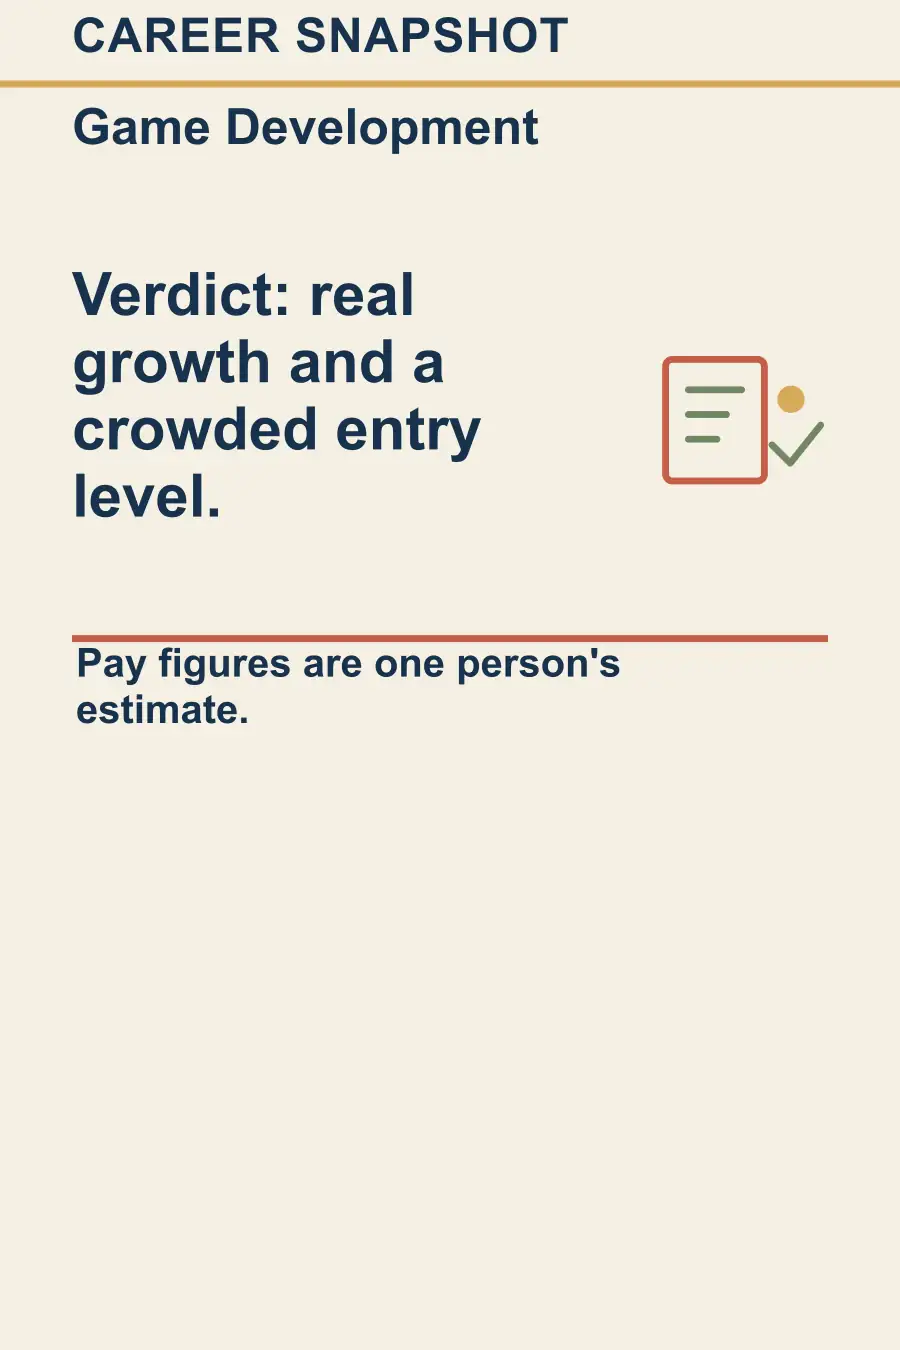 CAREER SNAPSHOT
Game Development
Verdict: real
growth and a
crowded entry
level.
Pay figures are one person's
estimate.